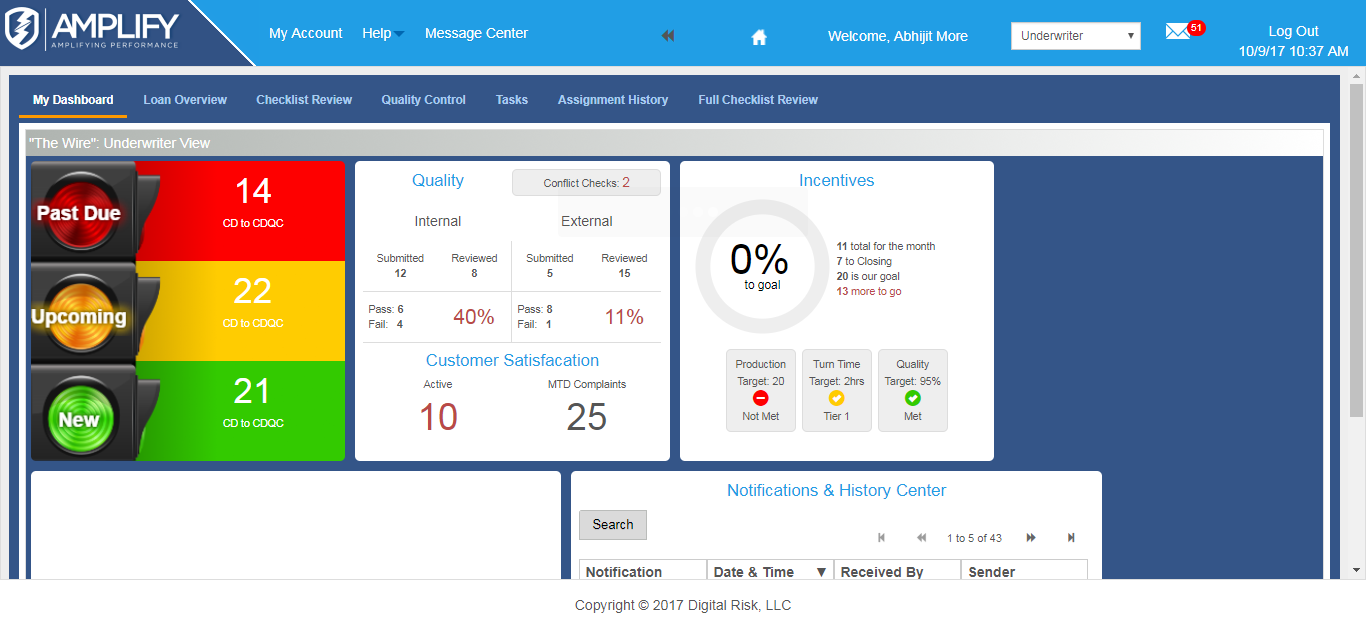 AMPLIFY
AMPLIFYING PERFORMANCE
My Account Help Message Center
Welcome, Abhijit More
Underwriter
51
Log Out
10/9/17 10:37 AM
My Dashboard Loan Overview Checklist Review Quality Control Tasks Assignment History Full Checklist Review
"The Wire": Underwriter View
Past Due
14
CD to CDQC
Upcoming
22
CD to CDQC
New
21
CD to CDQC
Quality
Conflict Checks: 2
Internal External
Submitted Reviewed Submitted Reviewed
12 8 5 15
Pass: 6 40% Pass: 8 11%
Fail: 4 Fail: 1
Customer Satisfacation
Active MTD Complaints
10 25
Incentives
0%
to goal
11 total for the month
7 to Closing
20 is our goal
13 more to go
Production
Target: 20
Not Met
Turn Time
Target: 2hrs
Tier 1
Quality
Target: 95%
Met
Notifications & History Center
Search
1 to 5 of 43
Notification Date & Time ▼ Received By Sender
Copyright © 2017 Digital Risk, LLC